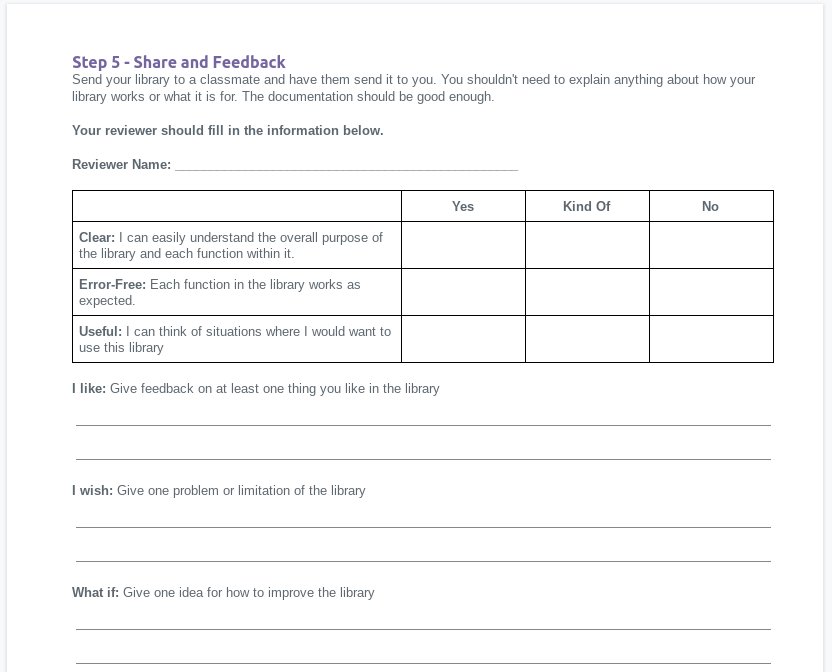 Step 5 - Share and Feedback
Send your library to a classmate and have them send it to you. You shouldn't need to explain anything about how your
library works or what it is for. The documentation should be good enough.
Your reviewer should fill in the information below.
Reviewer Name: _______________________________________________
Yes Kind Of No
Clear: I can easily understand the overall purpose of
the library and each function within it.
Error-Free: Each function in the library works as
expected.
Useful: I can think of situations where I would want to
use this library
I like: Give feedback on at least one thing you like in the library
I wish: Give one problem or limitation of the library
What if: Give one idea for how to improve the library